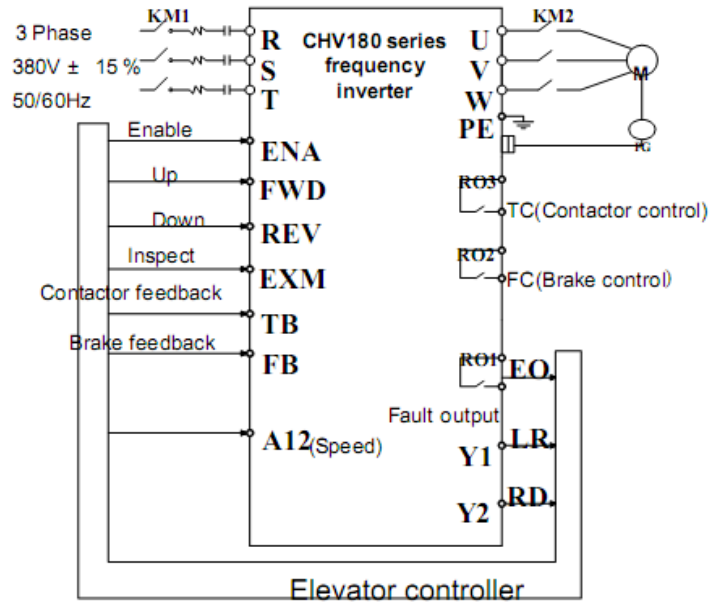 3 Phase
380V ± 15 %
50/60Hz
KM1
R
S
T
CHV180 series
frequency
inverter
U
V
W
PE
KM2
M
PG
Enable
ENA
Up
FWD
Down
REV
Inspect
EXM
Contactor feedback
TB
Brake feedback
FB
A12(Speed)
RO3
TC(Contactor control)
RO2
FC(Brake control)
RO1
EO
Fault output
Y1
LR
Y2
RD
Elevator controller